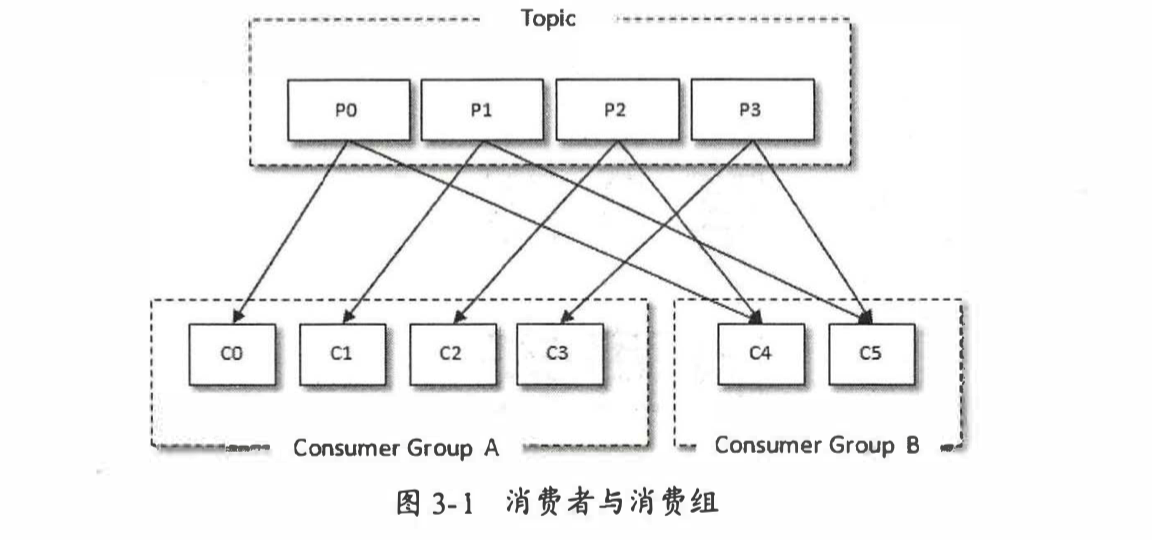 Topic
P0 P1 P2 P3
C0 C1 C2 C3 C4 C5
Consumer Group A Consumer Group B
图 3-1 消费者与消费组